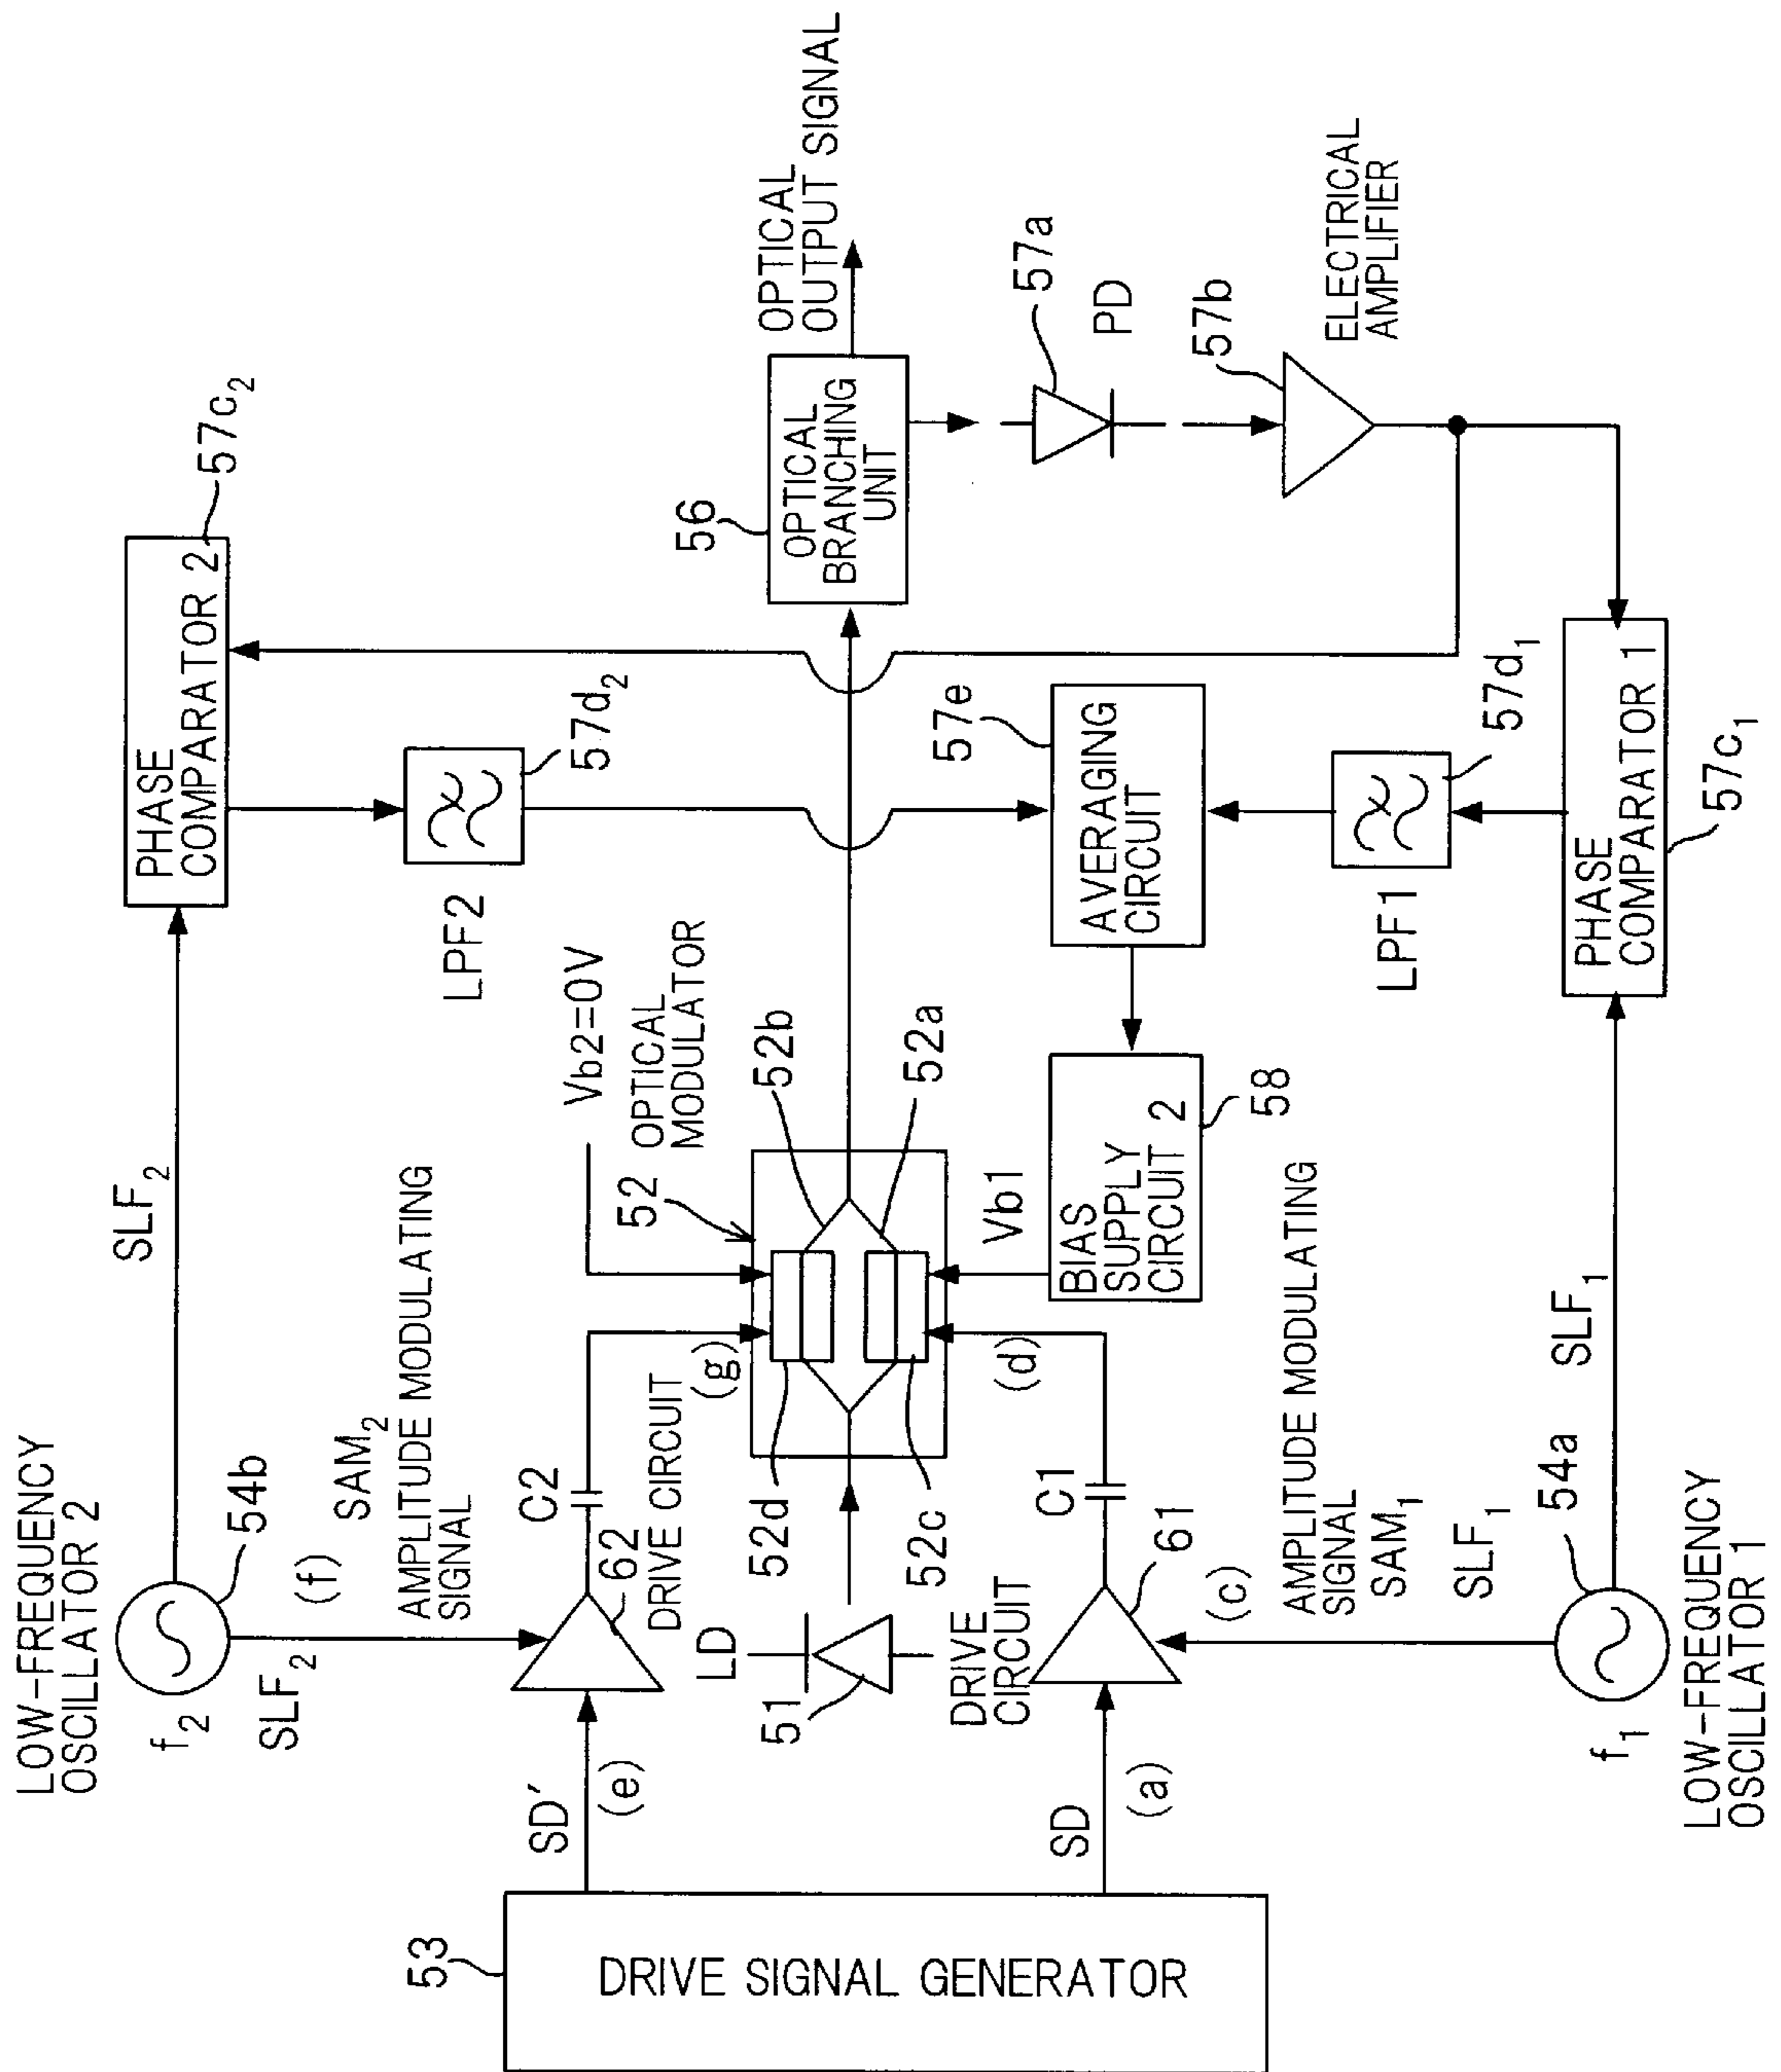 LOW-FREQUENCY
OSCILLATOR 2
f2
54b
SLF2
SLF2
(f)
SAM2
AMPLITUDE MODULATING
SIGNAL
PHASE
COMPARATOR 2
57c2
LPF2
57d2
53
DRIVE SIGNAL GENERATOR
SD'
(e)
62
DRIVE CIRCUIT
C2
(g)
Vb2=0V
52
OPTICAL
MODULATOR
52b
52a
52d
52c
LD
51
56
OPTICAL
BRANCHING
UNIT
OPTICAL
OUTPUT SIGNAL
57a
PD
57b
ELECTRICAL
AMPLIFIER
SD
(a)
DRIVE
CIRCUIT
61
C1
(d)
Vb1
BIAS
SUPPLY
CIRCUIT 2
58
57e
AVERAGING
CIRCUIT
(c)
AMPLITUDE MODULATING
SIGNAL
SAM1
SLF1
LPF1
57d1
f1
54a
LOW-FREQUENCY
OSCILLATOR 1
SLF1
PHASE
COMPARATOR 1
57c1